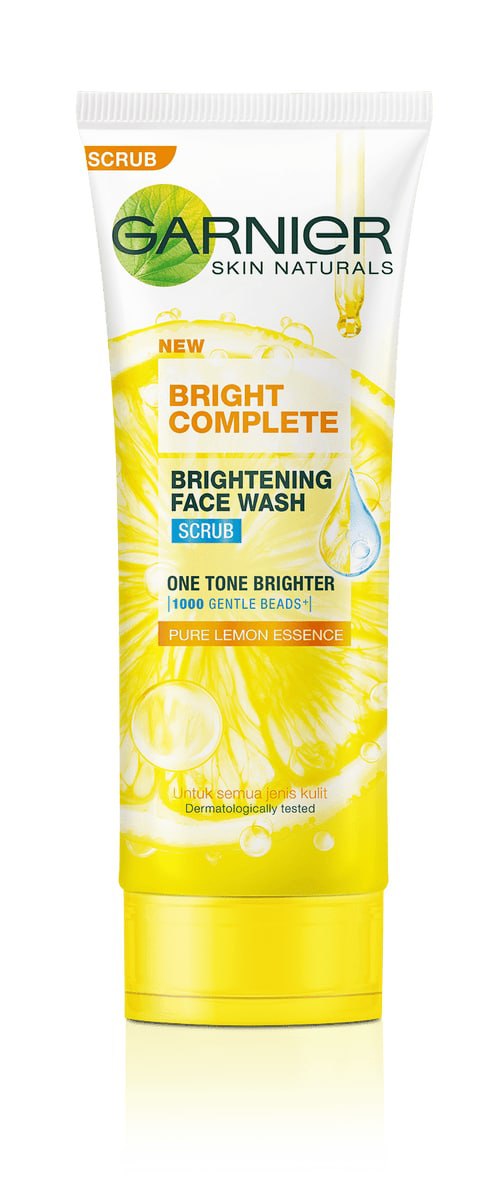 SCRUB
GARNIER
SKIN NATURALS
NEW
BRIGHT
COMPLETE
BRIGHTENING
FACE WASH
SCRUB
ONE TONE BRIGHTER
|1000 GENTLE BEADS+|
PURE LEMON ESSENCE
Untuk semua jenis kulit
Dermatologically tested